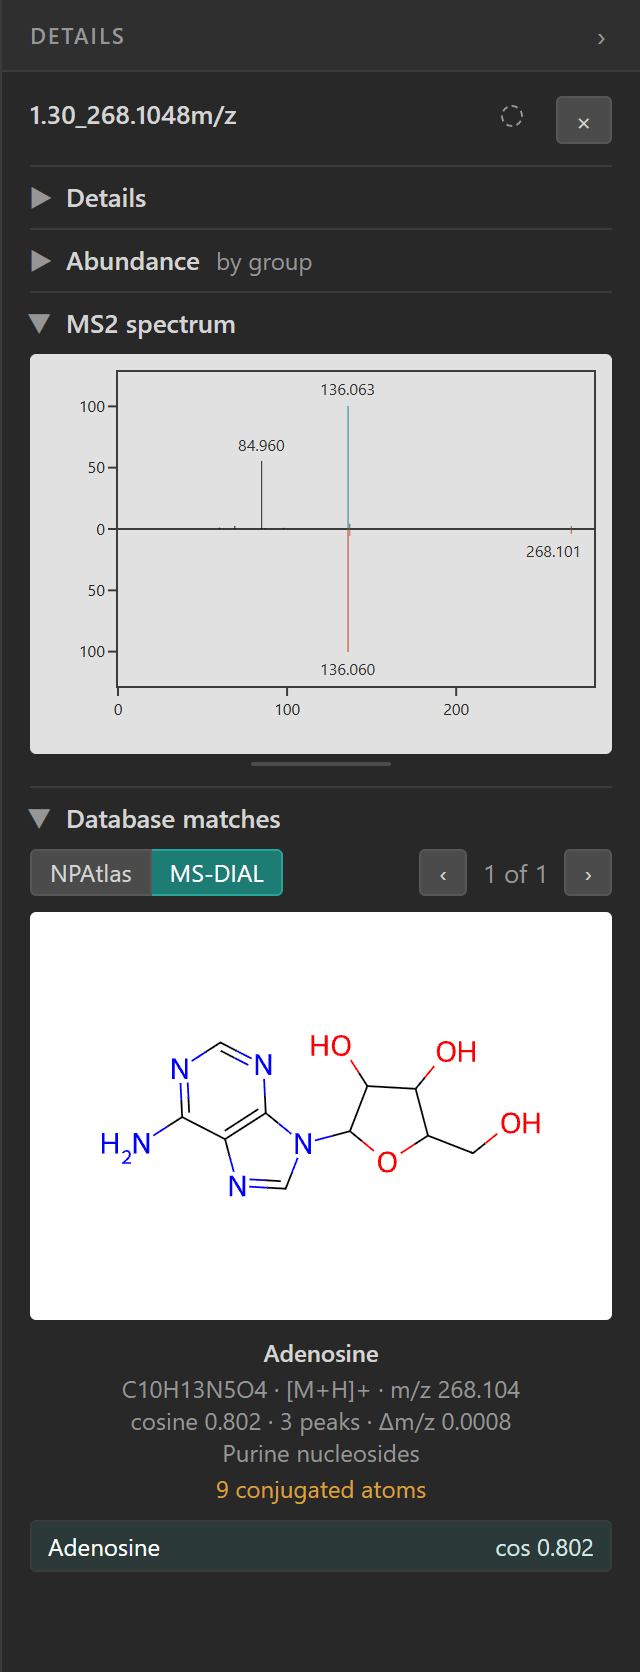 DETAILS ›
1.30_268.1048m/z ×
Details
Abundance by group
MS2 spectrum
136.063
100
84.960
50
0
268.101
50
100
136.060
0 100 200
Database matches
NPAtlas MS-DIAL ‹ 1 of 1 ›
HO OH
N N
OH
H2N N
O
N
Adenosine
C10H13N5O4 · [M+H]+ · m/z 268.104
cosine 0.802 · 3 peaks · Δm/z 0.0008
Purine nucleosides
9 conjugated atoms
Adenosine cos 0.802